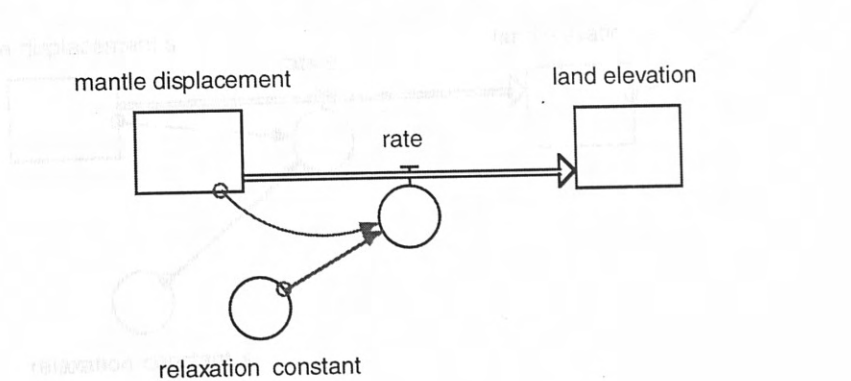 mantle displacement
land elevation
rate
relaxation constant